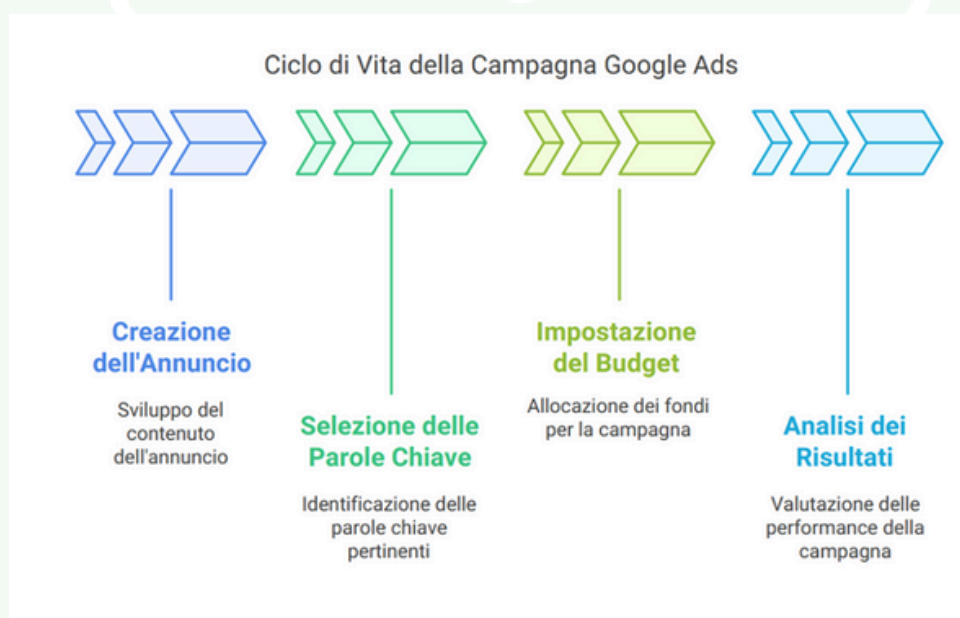 Ciclo di Vita della Campagna Google Ads
Creazione
dell'Annuncio
Sviluppo del
contenuto
dell'annuncio
Selezione delle
Parole Chiave
Identificazione delle
parole chiave
pertinenti
Impostazione
del Budget
Allocazione dei fondi
per la campagna
Analisi dei
Risultati
Valutazione delle
performance della
campagna